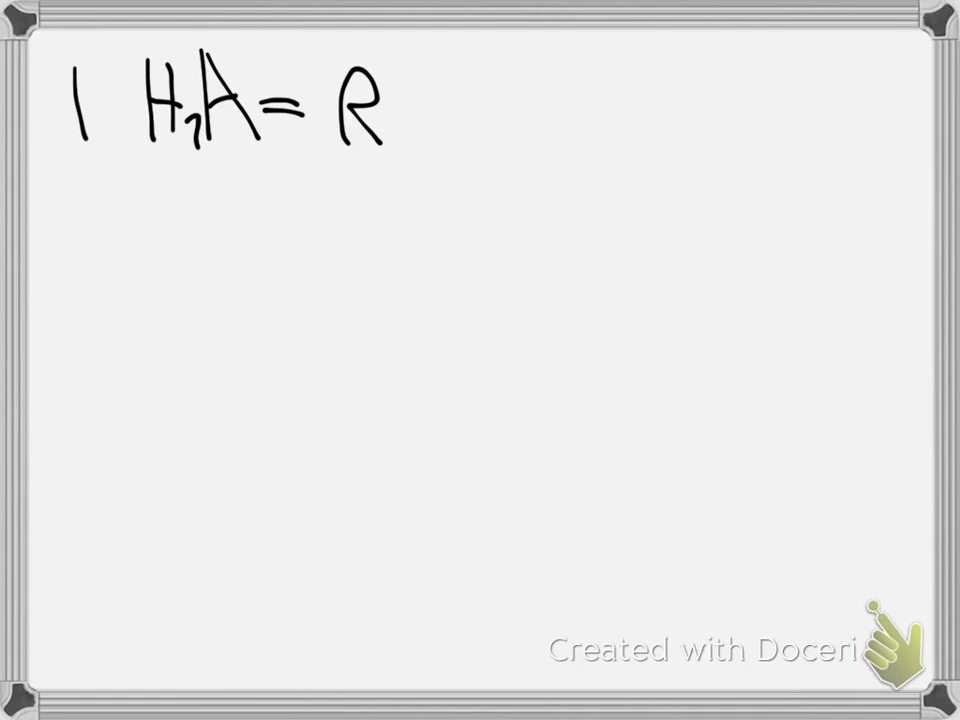 1 H₂A = R
Created with Doceri